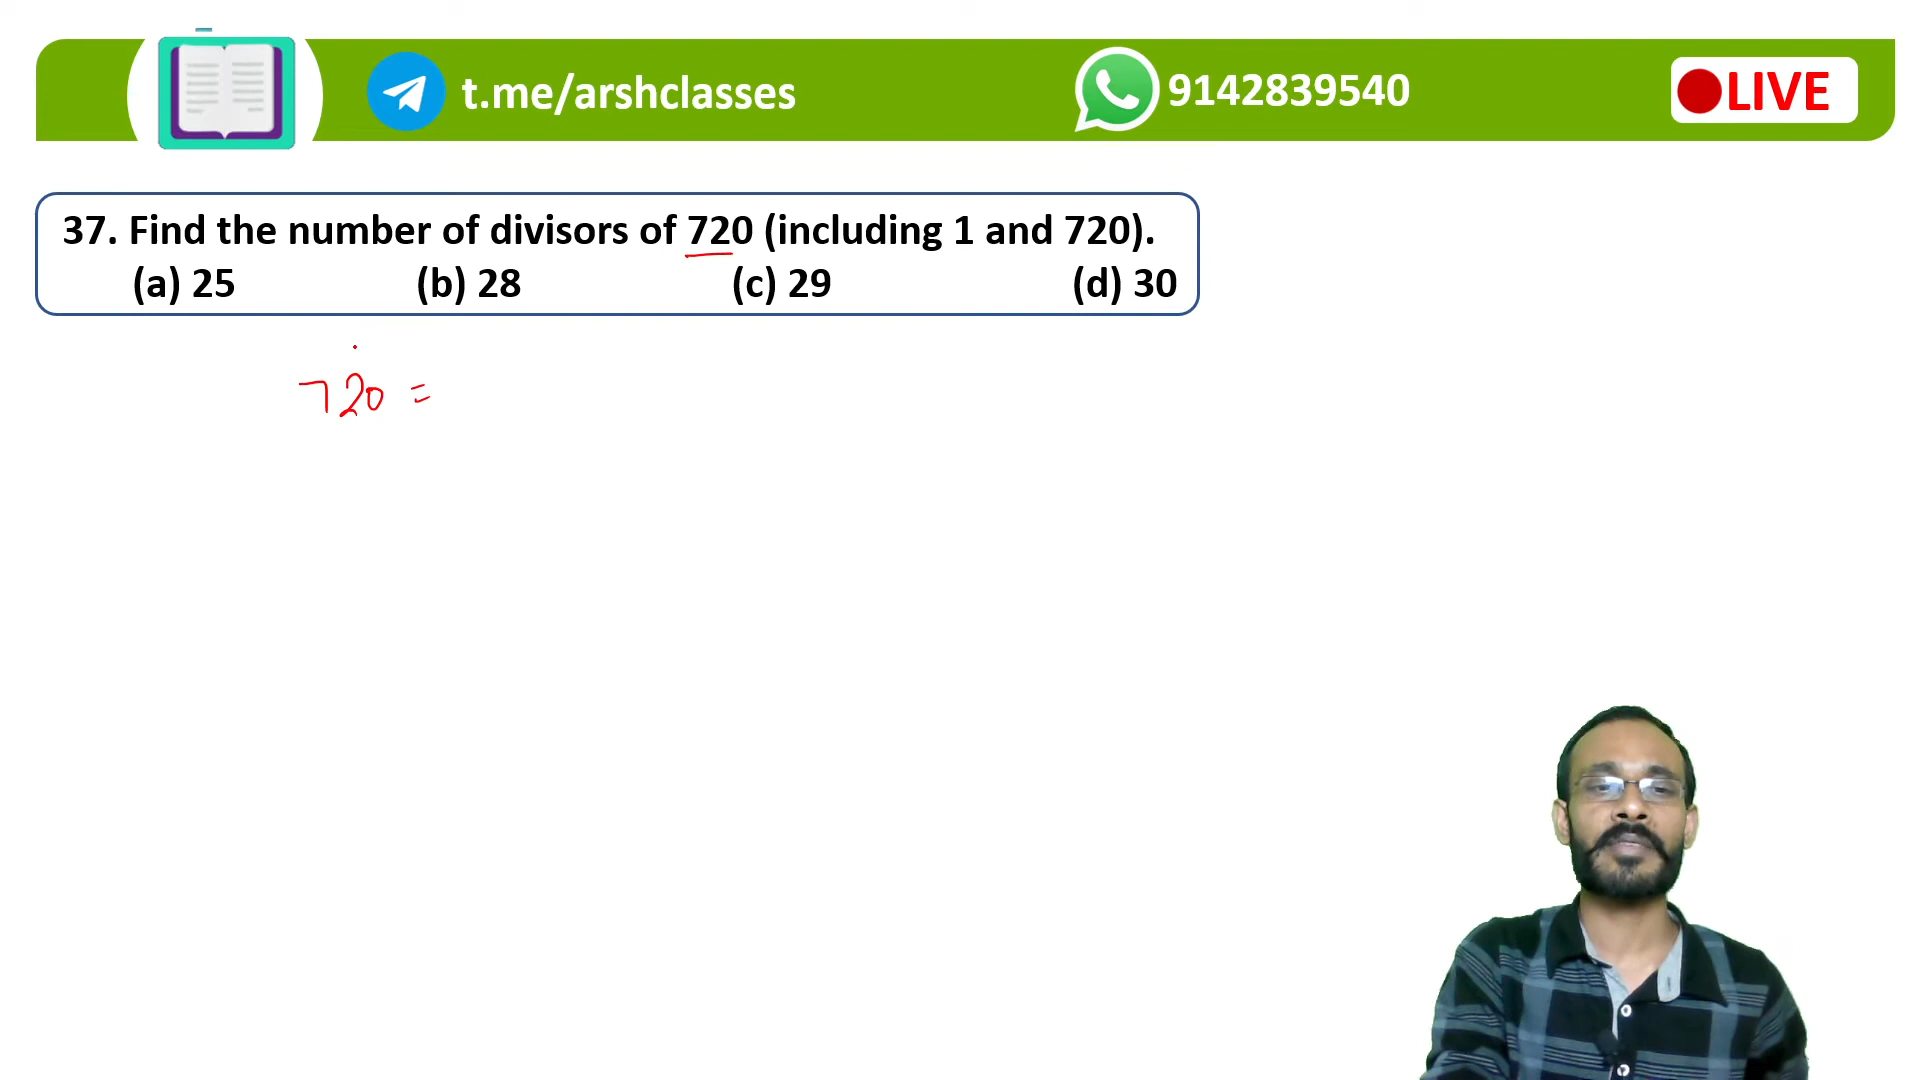 t.me/arshclasses
9142839540
LIVE
37. Find the number of divisors of 720 (including 1 and 720).
(a) 25 (b) 28 (c) 29 (d) 30
720 =